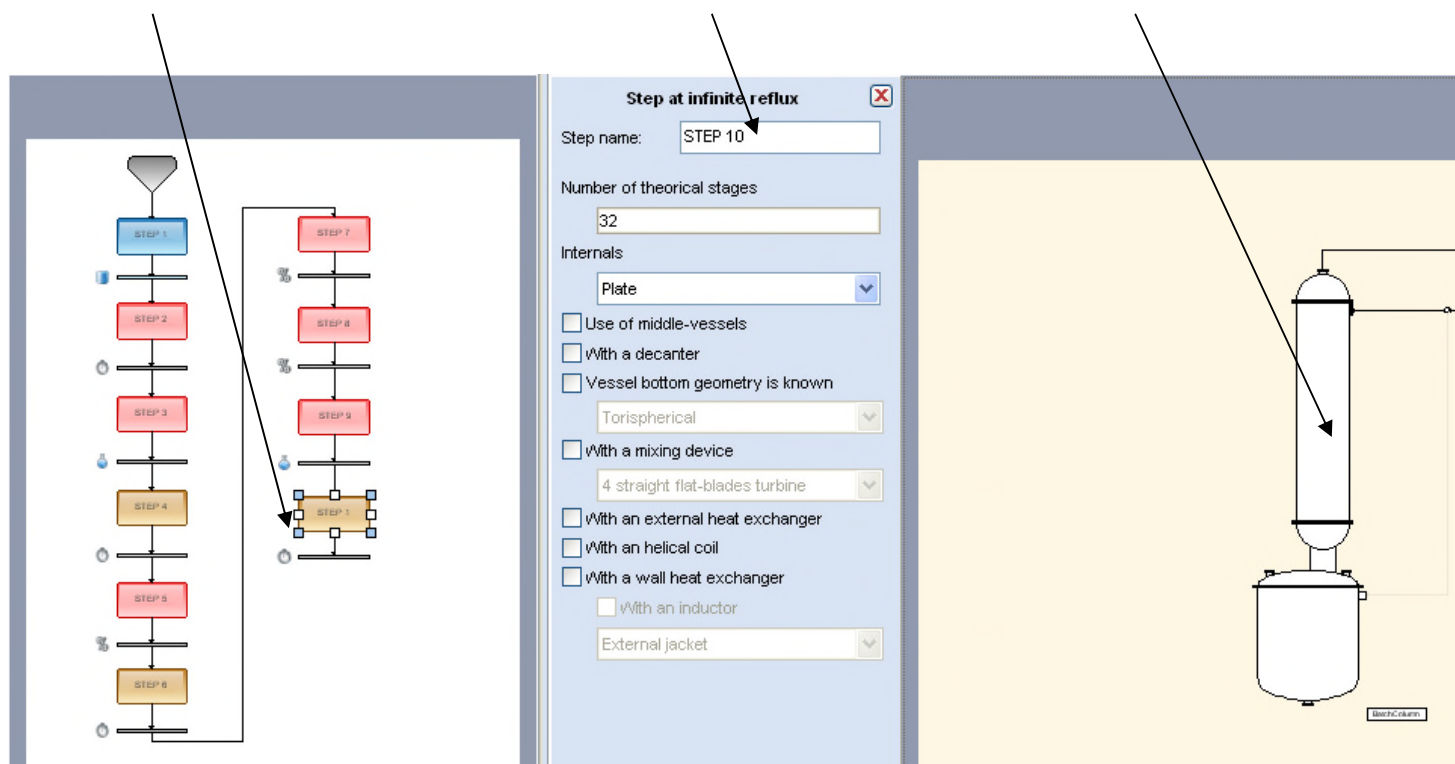 STEP 1
STEP 2
STEP 3
STEP 4
STEP 5
STEP 6
STEP 7
STEP 8
STEP 9
STEP 1
Step at infinite reflux
Step name: STEP 10
Number of theorical stages
32
Internals
Plate
Use of middle-vessels
With a decanter
Vessel bottom geometry is known
Torispherical
With a mixing device
4 straight flat-blades turbine
With an external heat exchanger
With an helical coil
With a wall heat exchanger
With an inductor
External jacket
BatchColumn